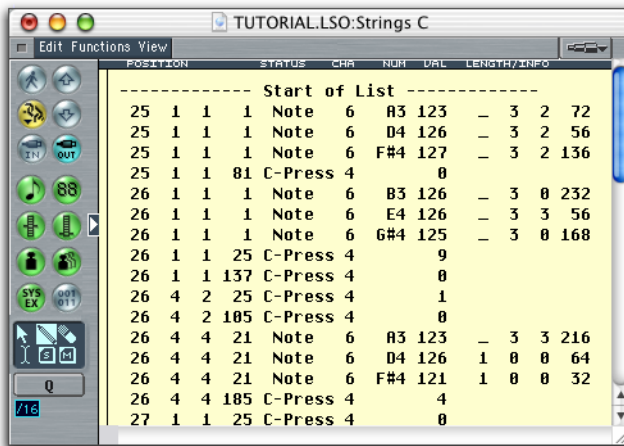 TUTORIAL.LSO:Strings C
Edit Functions View
POSITION STATUS CHA NUM VAL LENGTH/INFO
------------- Start of List -------------
25 1 1 1 Note 6 A3 123 _ 3 2 72
25 1 1 1 Note 6 D4 126 _ 3 2 56
25 1 1 1 Note 6 F#4 127 _ 3 2 136
25 1 1 81 C-Press 4 0
26 1 1 1 Note 6 B3 126 _ 3 0 232
26 1 1 1 Note 6 E4 126 _ 3 3 56
26 1 1 1 Note 6 G#4 125 _ 3 0 168
26 1 1 25 C-Press 4 9
26 1 1 137 C-Press 4 0
26 4 2 25 C-Press 4 1
26 4 2 105 C-Press 4 0
26 4 4 21 Note 6 A3 123 _ 3 3 216
26 4 4 21 Note 6 D4 126 1 0 0 64
26 4 4 21 Note 6 F#4 121 1 0 0 32
26 4 4 185 C-Press 4 4
27 1 1 25 C-Press 4 0
IN OUT
88
SYS EX 001 011
S M
Q
/16